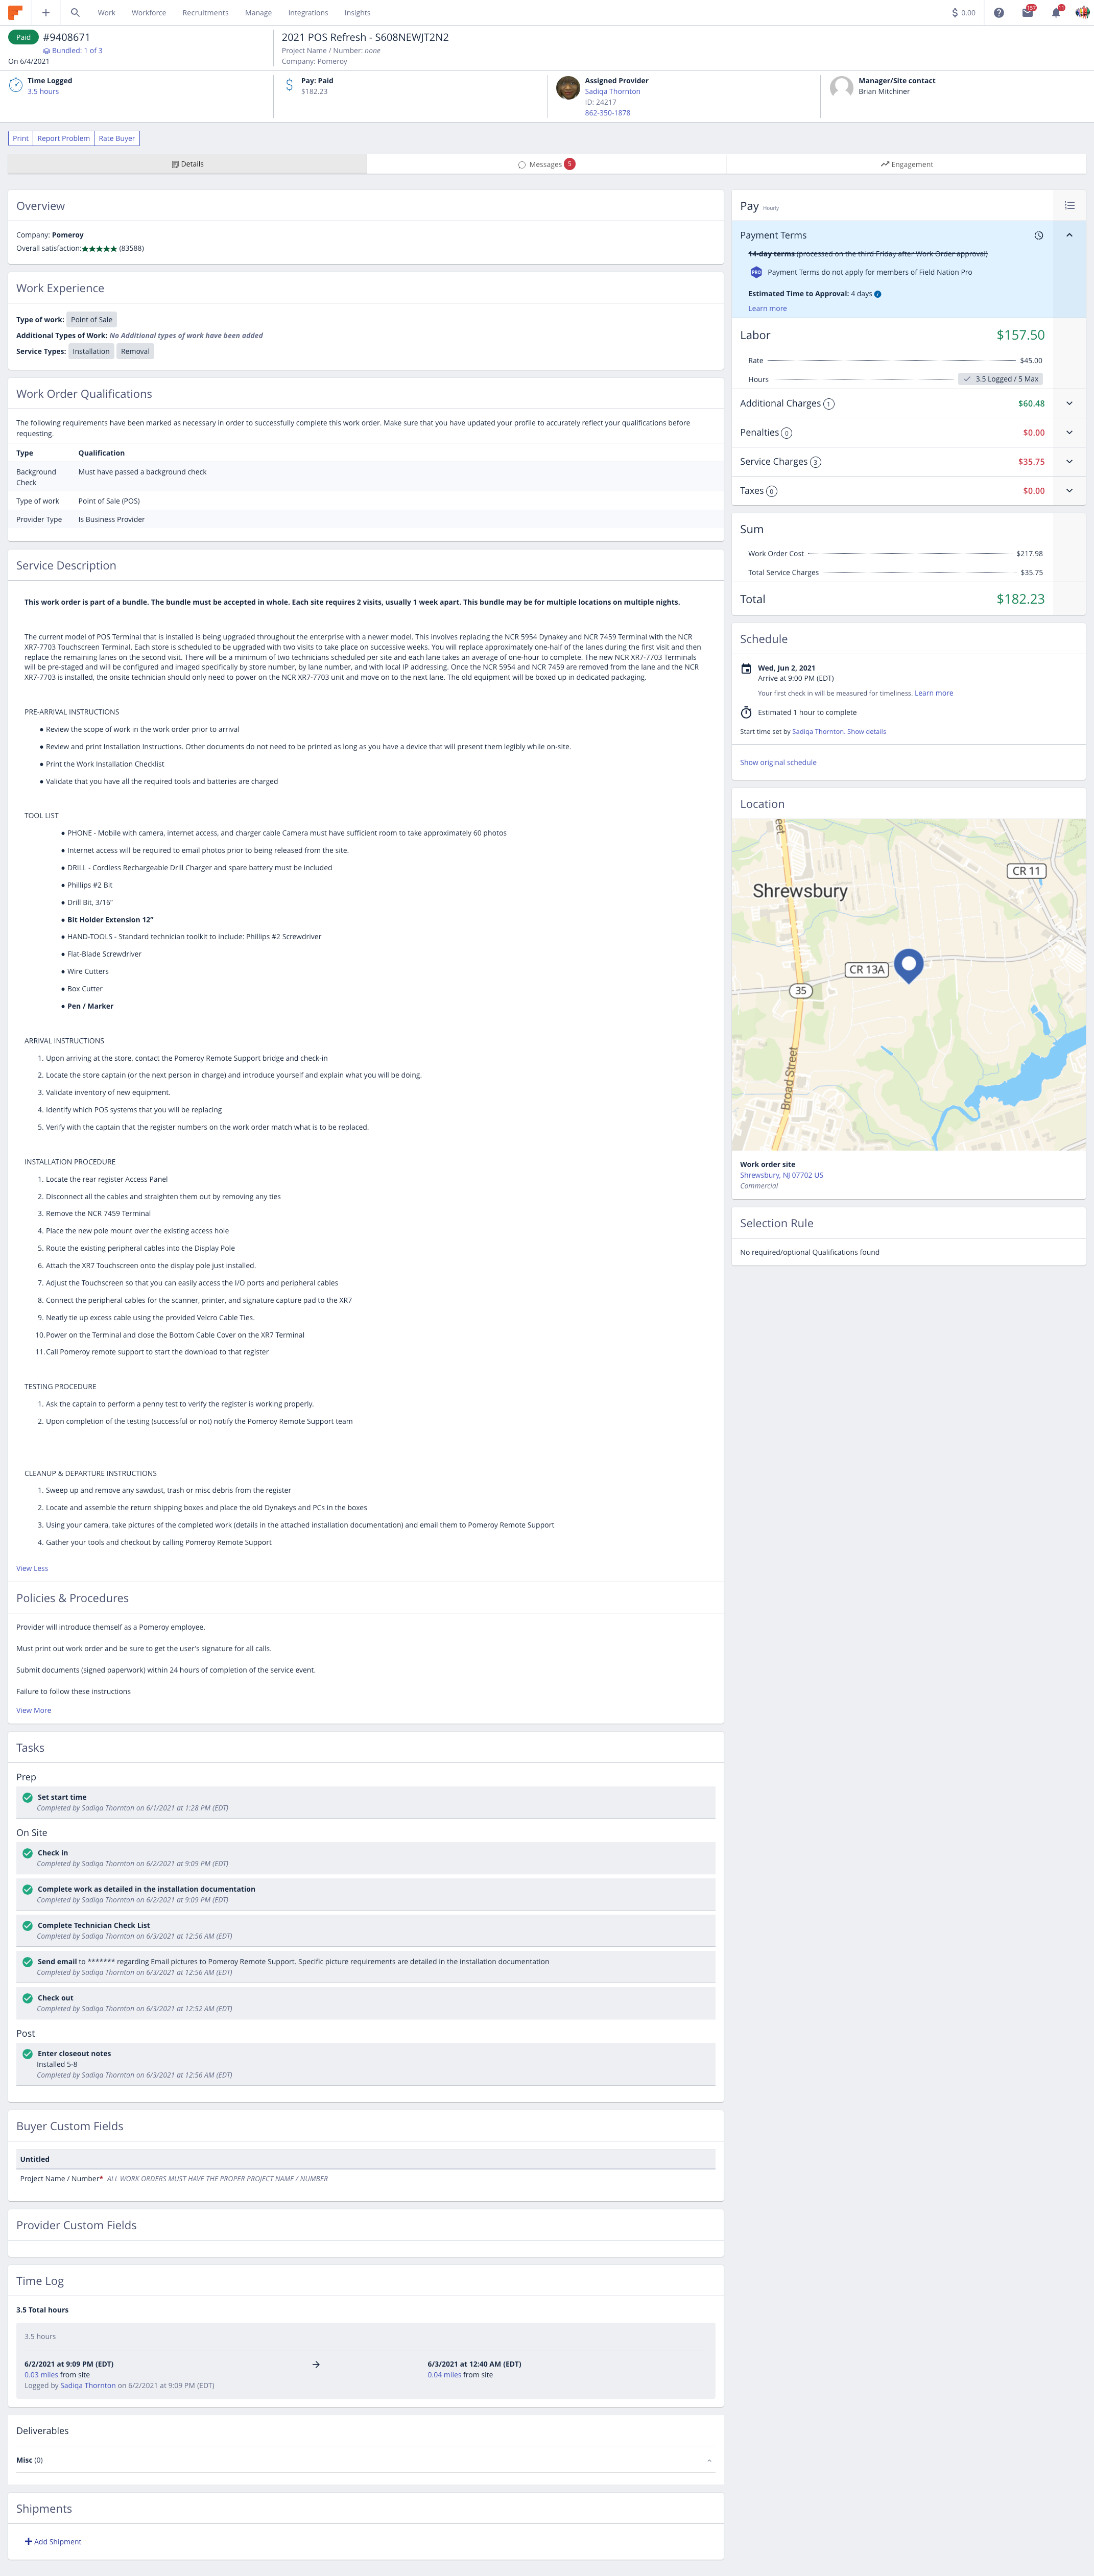 Work Workforce Recruitments Manage Integrations Insights 0.00 157 11
Paid #9408671
Bundled: 1 of 3
On 6/4/2021
2021 POS Refresh - S608NEWJT2N2
Project Name / Number: none
Company: Pomeroy
Time Logged
3.5 hours
Pay: Paid
$182.23
Assigned Provider
Sadiqa Thornton
ID: 24217
862-350-1878
Manager/Site contact
Brian Mitchiner
Print Report Problem Rate Buyer
Details Messages 5 Engagement
Overview
Company: Pomeroy
Overall satisfaction: (83588)
Work Experience
Type of work: Point of Sale
Additional Types of Work: No Additional types of work have been added
Service Types: Installation Removal
Work Order Qualifications
The following requirements have been marked as necessary in order to successfully complete this work order. Make sure that you have updated your profile to accurately reflect your qualifications before
requesting.
Type Qualification
Background Must have passed a background check
Check
Type of work Point of Sale (POS)
Provider Type Is Business Provider
Service Description
This work order is part of a bundle. The bundle must be accepted in whole. Each site requires 2 visits, usually 1 week apart. This bundle may be for multiple locations on multiple nights.
The current model of POS Terminal that is installed is being upgraded throughout the enterprise with a newer model. This involves replacing the NCR 5954 Dynakey and NCR 7459 Terminal with the NCR
XR7-7703 Touchscreen Terminal. Each store is scheduled to be upgraded with two visits to take place on successive weeks. You will replace approximately one-half of the lanes during the first visit and then
replace the remaining lanes on the second visit. There will be a minimum of two technicians scheduled per site and each lane takes an average of one-hour to complete. The new NCR XR7-7703 Terminals
will be pre-staged and will be configured and imaged specifically by store number, by lane number, and with local IP addressing. Once the NCR 5954 and NCR 7459 are removed from the lane and the NCR
XR7-7703 is installed, the onsite technician should only need to power on the NCR XR7-7703 unit and move on to the next lane. The old equipment will be boxed up in dedicated packaging.
PRE-ARRIVAL INSTRUCTIONS
● Review the scope of work in the work order prior to arrival
● Review and print Installation Instructions. Other documents do not need to be printed as long as you have a device that will present them legibly while on-site.
● Print the Work Installation Checklist
● Validate that you have all the required tools and batteries are charged
TOOL LIST
● PHONE - Mobile with camera, internet access, and charger cable Camera must have sufficient room to take approximately 60 photos
● Internet access will be required to email photos prior to being released from the site.
● DRILL - Cordless Rechargeable Drill Charger and spare battery must be included
● Phillips #2 Bit
● Drill Bit, 3/16"
● Bit Holder Extension 12"
● HAND-TOOLS - Standard technician toolkit to include: Phillips #2 Screwdriver
● Flat-Blade Screwdriver
● Wire Cutters
● Box Cutter
● Pen / Marker
ARRIVAL INSTRUCTIONS
1. Upon arriving at the store, contact the Pomeroy Remote Support bridge and check-in
2. Locate the store captain (or the next person in charge) and introduce yourself and explain what you will be doing.
3. Validate inventory of new equipment.
4. Identify which POS systems that you will be replacing
5. Verify with the captain that the register numbers on the work order match what is to be replaced.
INSTALLATION PROCEDURE
1. Locate the rear register Access Panel
2. Disconnect all the cables and straighten them out by removing any ties
3. Remove the NCR 7459 Terminal
4. Place the new pole mount over the existing access hole
5. Route the existing peripheral cables into the Display Pole
6. Attach the XR7 Touchscreen onto the display pole just installed.
7. Adjust the Touchscreen so that you can easily access the I/O ports and peripheral cables
8. Connect the peripheral cables for the scanner, printer, and signature capture pad to the XR7
9. Neatly tie up excess cable using the provided Velcro Cable Ties.
10.Power on the Terminal and close the Bottom Cable Cover on the XR7 Terminal
11.Call Pomeroy remote support to start the download to that register
TESTING PROCEDURE
1. Ask the captain to perform a penny test to verify the register is working properly.
2. Upon completion of the testing (successful or not) notify the Pomeroy Remote Support team
CLEANUP & DEPARTURE INSTRUCTIONS
1. Sweep up and remove any sawdust, trash or misc debris from the register
2. Locate and assemble the return shipping boxes and place the old Dynakeys and PCs in the boxes
3. Using your camera, take pictures of the completed work (details in the attached installation documentation) and email them to Pomeroy Remote Support
4. Gather your tools and checkout by calling Pomeroy Remote Support
View Less
Policies & Procedures
Provider will introduce themself as a Pomeroy employee.
Must print out work order and be sure to get the user's signature for all calls.
Submit documents (signed paperwork) within 24 hours of completion of the service event.
Failure to follow these instructions
View More
Tasks
Prep
Set start time
Completed by Sadiqa Thornton on 6/1/2021 at 1:28 PM (EDT)
On Site
Check in
Completed by Sadiqa Thornton on 6/2/2021 at 9:09 PM (EDT)
Complete work as detailed in the installation documentation
Completed by Sadiqa Thornton on 6/2/2021 at 9:09 PM (EDT)
Complete Technician Check List
Completed by Sadiqa Thornton on 6/3/2021 at 12:56 AM (EDT)
Send email to ******* regarding Email pictures to Pomeroy Remote Support. Specific picture requirements are detailed in the installation documentation
Completed by Sadiqa Thornton on 6/3/2021 at 12:56 AM (EDT)
Check out
Completed by Sadiqa Thornton on 6/3/2021 at 12:52 AM (EDT)
Post
Enter closeout notes
Installed 5-8
Completed by Sadiqa Thornton on 6/3/2021 at 12:56 AM (EDT)
Buyer Custom Fields
Untitled
Project Name / Number* ALL WORK ORDERS MUST HAVE THE PROPER PROJECT NAME / NUMBER
Provider Custom Fields
Time Log
3.5 Total hours
3.5 hours
6/2/2021 at 9:09 PM (EDT) 6/3/2021 at 12:40 AM (EDT)
0.03 miles from site 0.04 miles from site
Logged by Sadiqa Thornton on 6/2/2021 at 9:09 PM (EDT)
Deliverables
Misc (0)
Shipments
Add Shipment
Pay Hourly
Payment Terms
14-day terms (processed on the third Friday after Work Order approval)
PRO Payment Terms do not apply for members of Field Nation Pro
Estimated Time to Approval: 4 days
Learn more
Labor $157.50
Rate $45.00
Hours 3.5 Logged / 5 Max
Additional Charges 1 $60.48
Penalties 0 $0.00
Service Charges 3 $35.75
Taxes 0 $0.00
Sum
Work Order Cost $217.98
Total Service Charges $35.75
Total $182.23
Schedule
Wed, Jun 2, 2021
Arrive at 9:00 PM (EDT)
Your first check in will be measured for timeliness. Learn more
Estimated 1 hour to complete
Start time set by Sadiqa Thornton. Show details
Show original schedule
Location
eet
CR 11
Shrewsbury
CR 13A
35
Broad Street
Work order site
Shrewsbury, NJ 07702 US
Commercial
Selection Rule
No required/optional Qualifications found